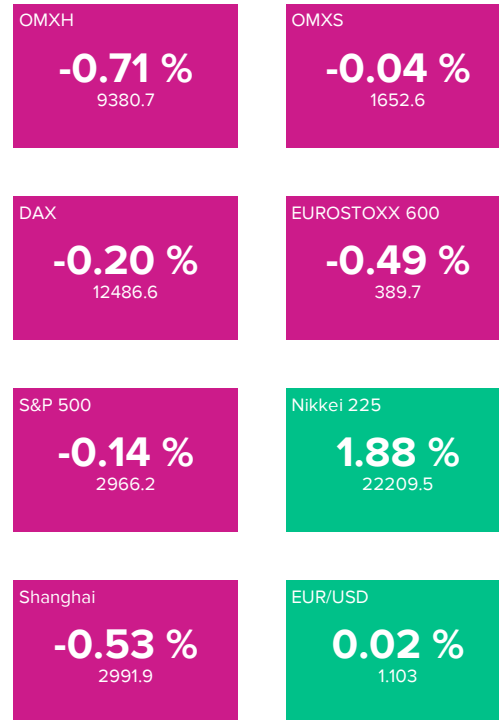 OMXH
-0.71 %
9380.7
OMXS
-0.04 %
1652.6
DAX
-0.20 %
12486.6
EUROSTOXX 600
-0.49 %
389.7
S&P 500
-0.14 %
2966.2
Nikkei 225
1.88 %
22209.5
Shanghai
-0.53 %
2991.9
EUR/USD
0.02 %
1.103